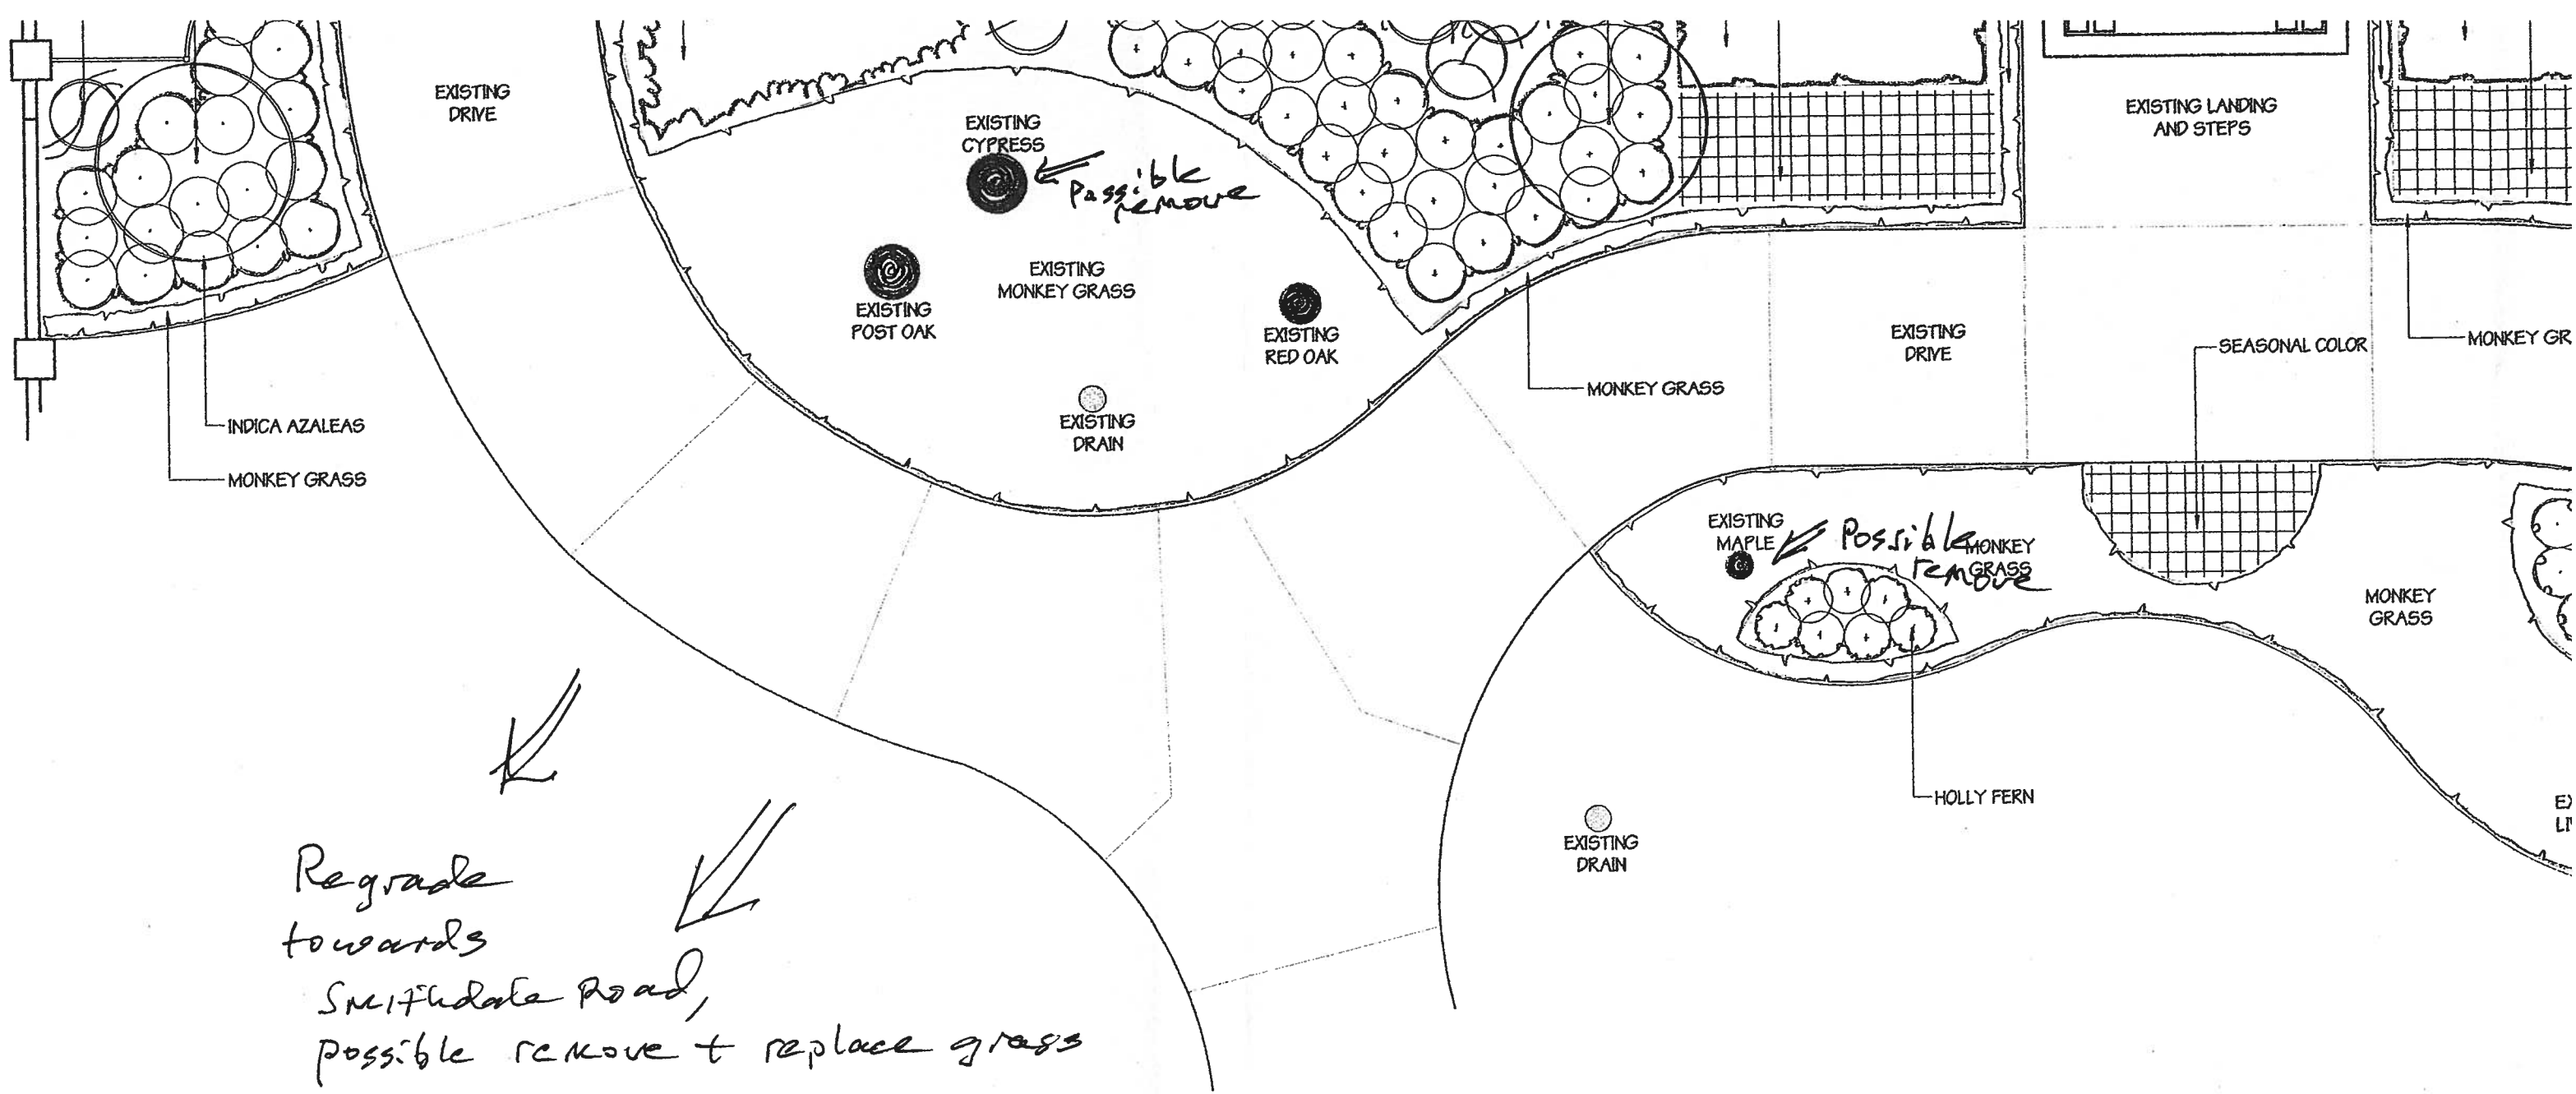 EXISTING
DRIVE
EXISTING
CYPRESS
Possible
remove
EXISTING
MONKEY GRASS
EXISTING
POST OAK
EXISTING
RED OAK
EXISTING
DRAIN
INDICA AZALEAS
MONKEY GRASS
EXISTING LANDING
AND STEPS
EXISTING
DRIVE
SEASONAL COLOR
MONKEY GR
MONKEY GRASS
EXISTING
MAPLE
Possible
remove
MONKEY
GRASS
MONKEY
GRASS
HOLLY FERN
EXISTING
DRAIN
EX
LI
Regrade
towards
Smithdale Road,
possible remove + replace grass